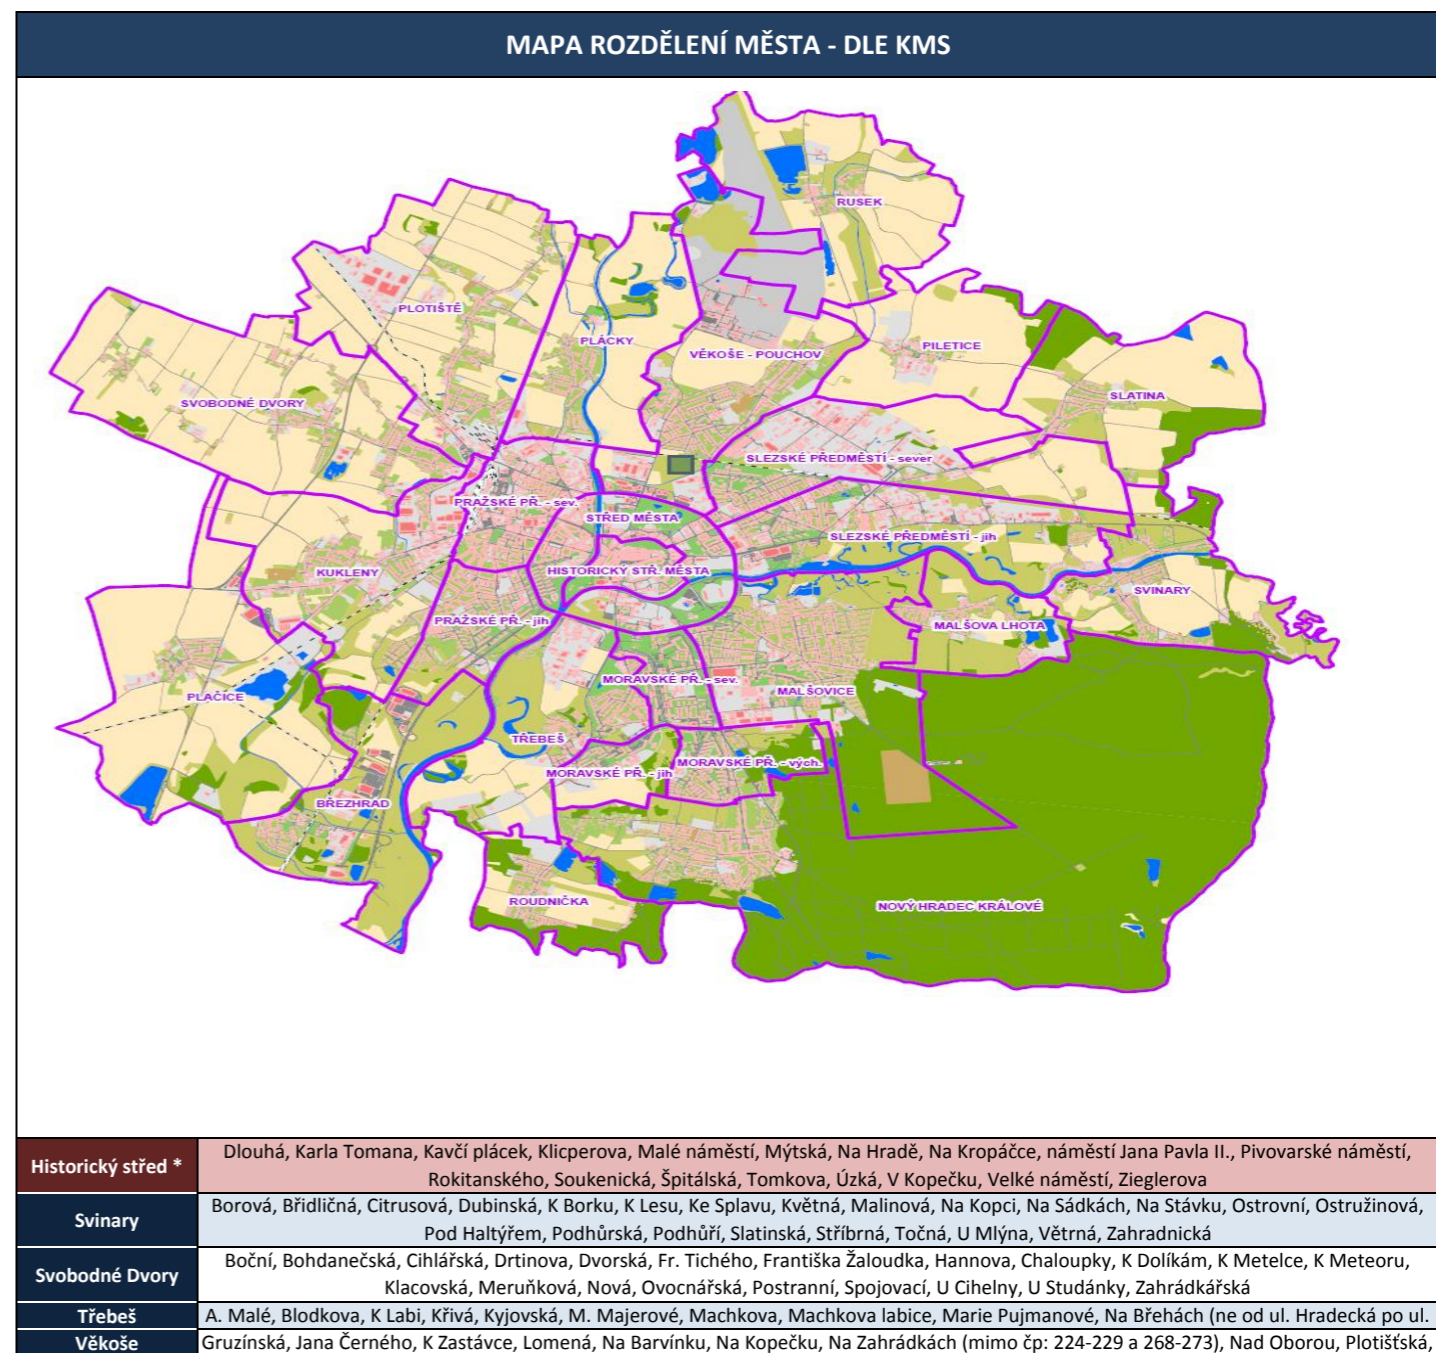 MAPA ROZDĚLENÍ MĚSTA - DLE KMS
RUSEK
PLOTIŠTĚ
PLÁCKY
VĚKOŠE - POUCHOV
PILETICE
SVOBODNÉ DVORY
SLATINA
SLEZSKÉ PŘEDMĚSTÍ - sever
PRAŽSKÉ PŘ. - sev.
STŘED MĚSTA
SLEZSKÉ PŘEDMĚSTÍ - jih
KUKLENY
HISTORICKÝ STŘ. MĚSTA
SVINARY
PRAŽSKÉ PŘ. - jih
MALŠOVA LHOTA
MORAVSKÉ PŘ. - sev.
PLAČICE
MALŠOVICE
TŘEBEŠ
MORAVSKÉ PŘ. - jih
MORAVSKÉ PŘ. - vých.
BŘEZHRAD
ROUDNIČKA
NOVÝ HRADEC KRÁLOVÉ
Historický střed *
Dlouhá, Karla Tomana, Kavčí plácek, Klicperova, Malé náměstí, Mýtská, Na Hradě, Na Kropáčce, náměstí Jana Pavla II., Pivovarské náměstí,
Rokitanského, Soukenická, Špitálská, Tomkova, Úzká, V Kopečku, Velké náměstí, Zieglerova
Svinary
Borová, Břidličná, Citrusová, Dubinská, K Borku, K Lesu, Ke Splavu, Květná, Malinová, Na Kopci, Na Sádkách, Na Stávku, Ostrovní, Ostružinová,
Pod Haltýřem, Podhůrská, Podhůří, Slatinská, Stříbrná, Točná, U Mlýna, Větrná, Zahradnická
Svobodné Dvory
Boční, Bohdanečská, Cihlářská, Drtinova, Dvorská, Fr. Tichého, Františka Žaloudka, Hannova, Chaloupky, K Dolíkám, K Metelce, K Meteoru,
Klacovská, Meruňková, Nová, Ovocnářská, Postranní, Spojovací, U Cihelny, U Studánky, Zahrádkářská
Třebeš
A. Malé, Blodkova, K Labi, Křivá, Kyjovská, M. Majerové, Machkova, Machkova labice, Marie Pujmanové, Na Břehách (ne od ul. Hradecká po ul.
Věkoše
Gruzínská, Jana Černého, K Zastávce, Lomená, Na Barvínku, Na Kopečku, Na Zahrádkách (mimo čp: 224-229 a 268-273), Nad Oborou, Plotišťská,